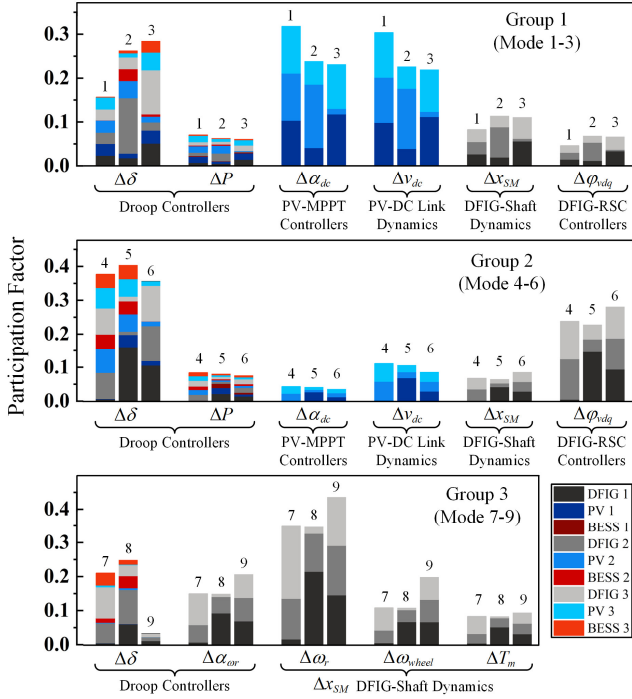 Participation Factor
Group 1
(Mode 1-3)
0.3
0.2
0.1
0.0
1 2 3
1 2 3
1 2 3
1 2 3
1 2 3
1 2 3
Δδ ΔP Δα_dc Δv_dc Δx_SM Δφ_vdq
Droop Controllers
PV-MPPT
Controllers
PV-DC Link
Dynamics
DFIG-Shaft
Dynamics
DFIG-RSC
Controllers
Group 2
(Mode 4-6)
0.4
0.3
0.2
0.1
0.0
4 5 6
4 5 6
4 5 6
4 5 6
4 5 6
4 5 6
Δδ ΔP Δα_dc Δv_dc Δx_SM Δφ_vdq
Droop Controllers
PV-MPPT
Controllers
PV-DC Link
Dynamics
DFIG-Shaft
Dynamics
DFIG-RSC
Controllers
Group 3
(Mode 7-9)
0.5
0.4
0.3
0.2
0.1
0.0
7 8 9
7 8 9
7 8 9
7 8 9
7 8 9
Δδ Δα_ωr Δω_r Δω_wheel ΔT_m
Droop Controllers
Δx_SM DFIG-Shaft Dynamics
DFIG 1
PV 1
BESS 1
DFIG 2
PV 2
BESS 2
DFIG 3
PV 3
BESS 3